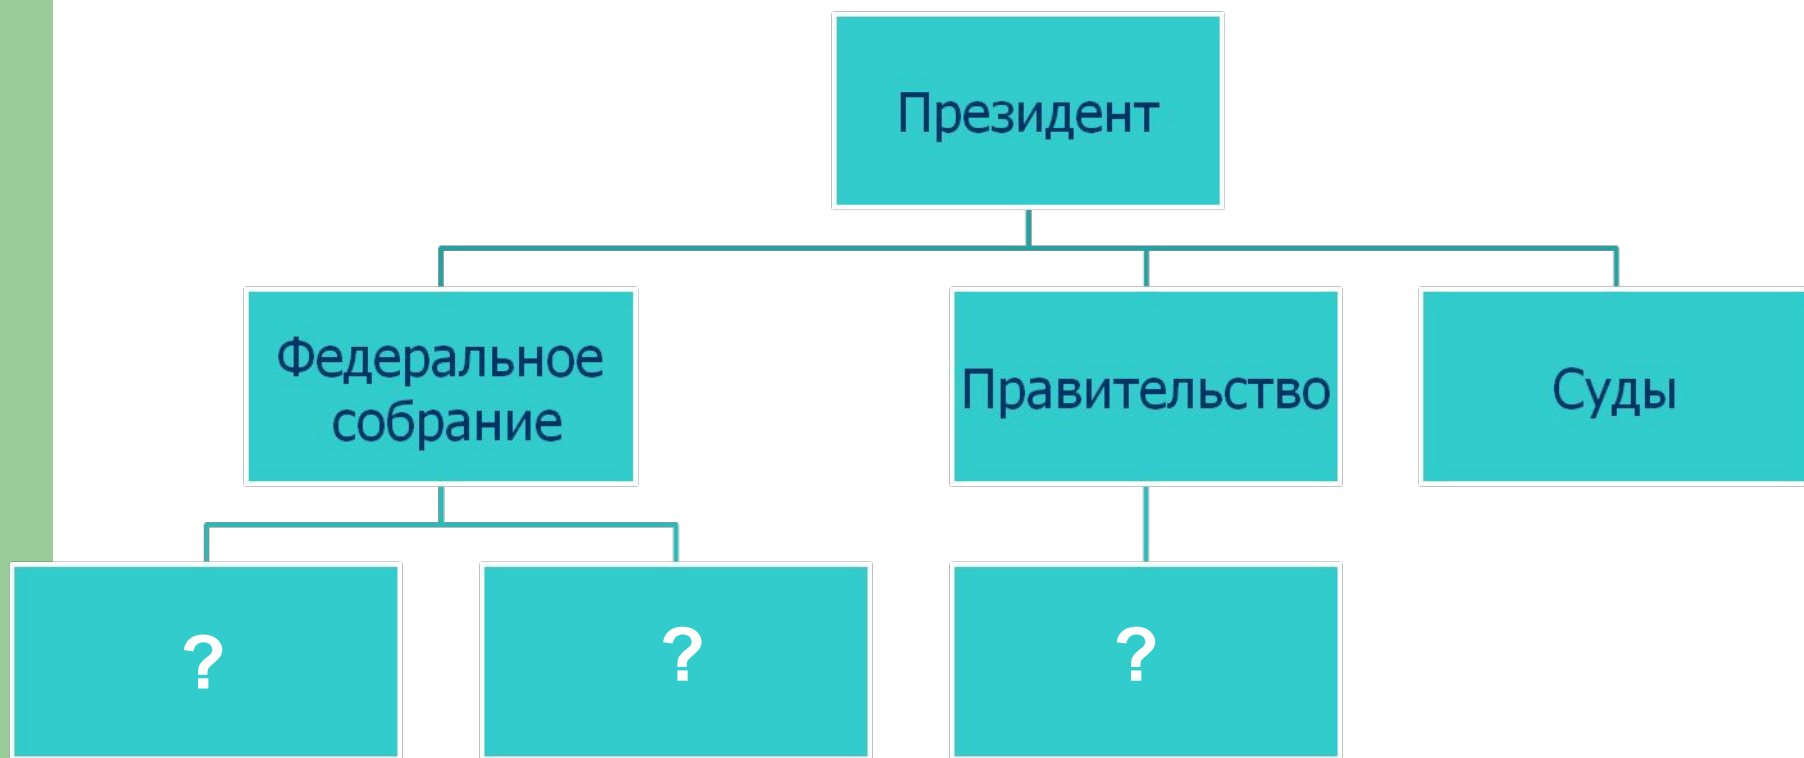 Президент
Федеральное
собрание
Правительство
Суды
?
?
?